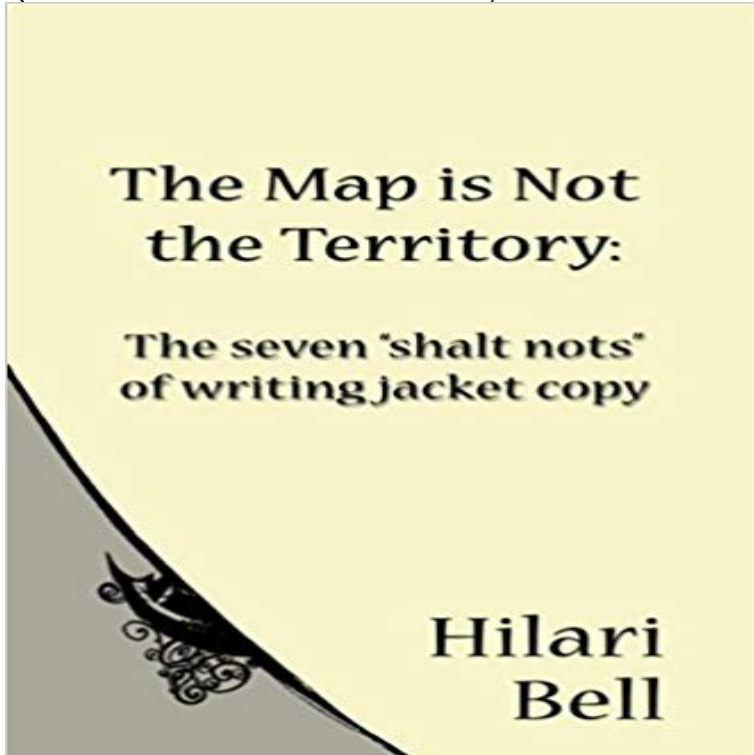 The Map is Not
the Territory:
The seven "shalt nots"
of writing jacket copy
Hilari
Bell